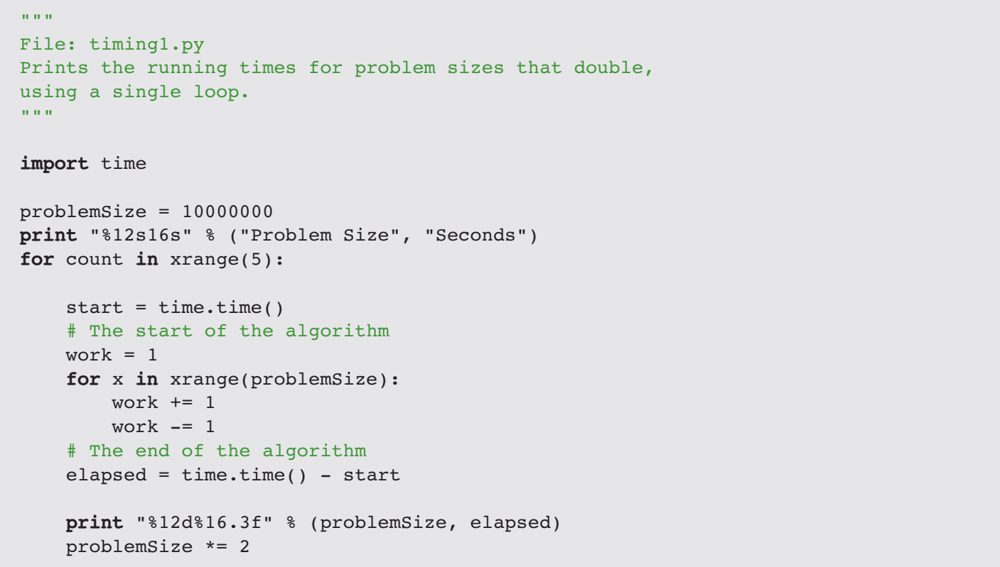 """
File: timing1.py
Prints the running times for problem sizes that double,
using a single loop.
"""
import time
problemSize = 10000000
print "%12s16s" % ("Problem Size", "Seconds")
for count in xrange(5):
    start = time.time()
    # The start of the algorithm
    work = 1
    for x in xrange(problemSize):
        work += 1
        work -= 1
    # The end of the algorithm
    elapsed = time.time() - start
    print "%12d%16.3f" % (problemSize, elapsed)
    problemSize *= 2